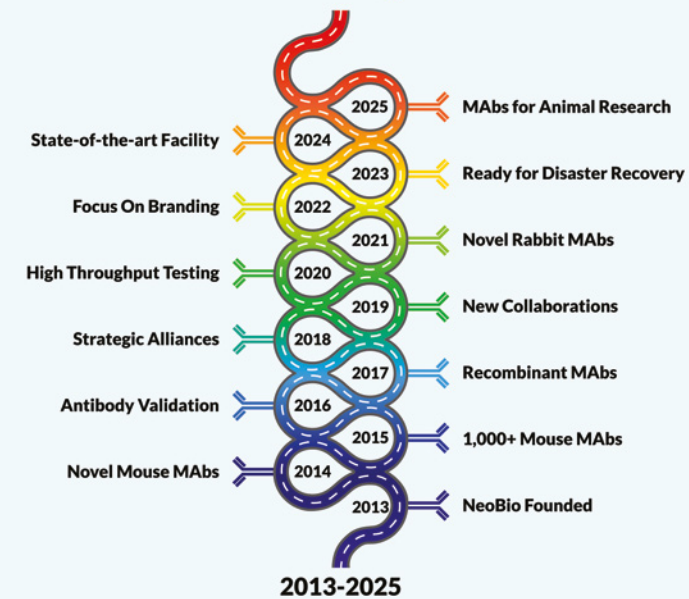 2025 MAbs for Animal Research
State-of-the-art Facility 2024
2023 Ready for Disaster Recovery
Focus On Branding 2022
2021 Novel Rabbit MAbs
High Throughput Testing 2020
2019 New Collaborations
Strategic Alliances 2018
2017 Recombinant MAbs
Antibody Validation 2016
2015 1,000+ Mouse MAbs
Novel Mouse MAbs 2014
2013 NeoBio Founded
2013-2025